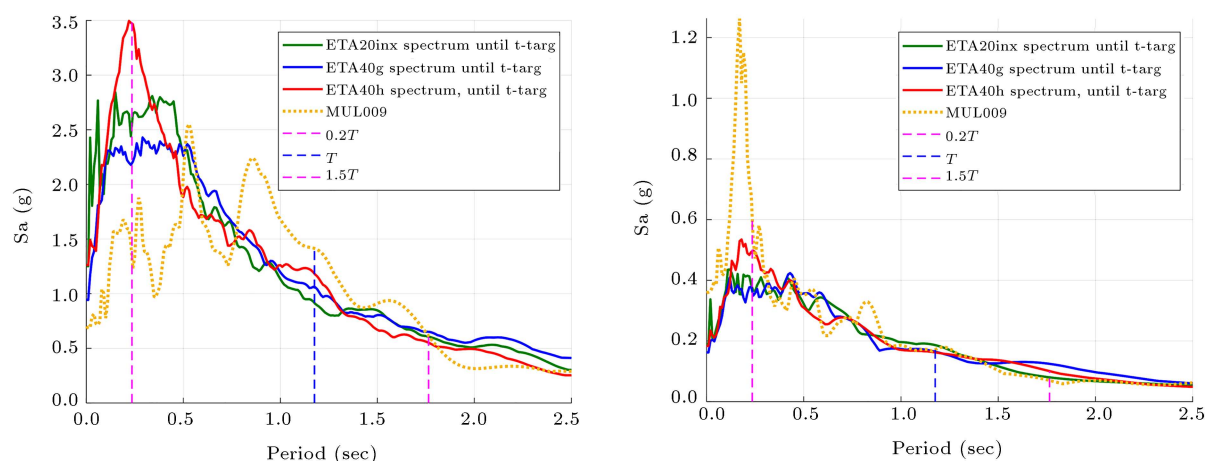 3.5
3.0
2.5
2.0
1.5
1.0
0.5
0.0
Sa (g)
ETA20inx spectrum until t-targ
ETA40g spectrum until t-targ
ETA40h spectrum, until t-targ
MUL009
0.2T
T
1.5T
0.0 0.5 1.0 1.5 2.0 2.5
Period (sec)
1.2
1.0
0.8
0.6
0.4
0.2
0.0
Sa (g)
ETA20inx spectrum until t-targ
ETA40g spectrum until t-targ
ETA40h spectrum, until t-targ
MUL009
0.2T
T
1.5T
0.0 0.5 1.0 1.5 2.0 2.5
Period (sec)